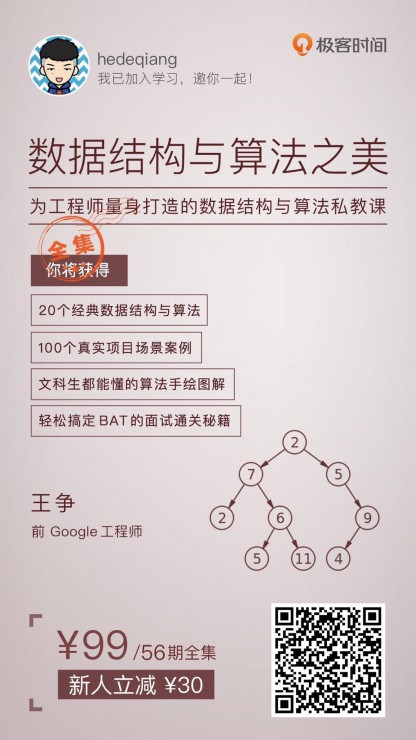 hedeqiang
我已加入学习，邀你一起！
极客时间
数据结构与算法之美
为工程师量身打造的数据结构与算法私教课
全集
你将获得
20个经典数据结构与算法
100个真实项目场景案例
文科生都能懂的算法手绘图解
轻松搞定BAT的面试通关秘籍
2
7
5
2
6
9
5
11
4
王争
前 Google工程师
¥99/56期全集
新人立减 ¥30